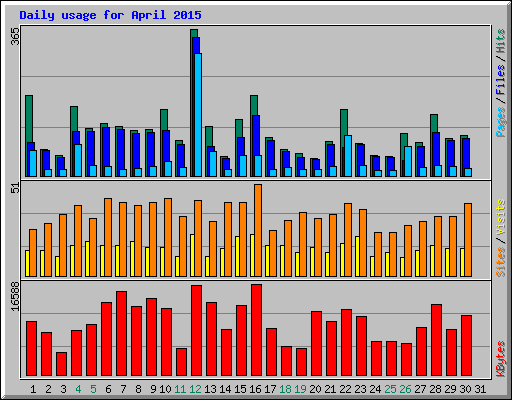 Daily usage for April 2015
365
Pages / Files / Hits
51
Sites / Visits
16588
KBytes
1 2 3 4 5 6 7 8 9 10 11 12 13 14 15 16 17 18 19 20 21 22 23 24 25 26 27 28 29 30 31